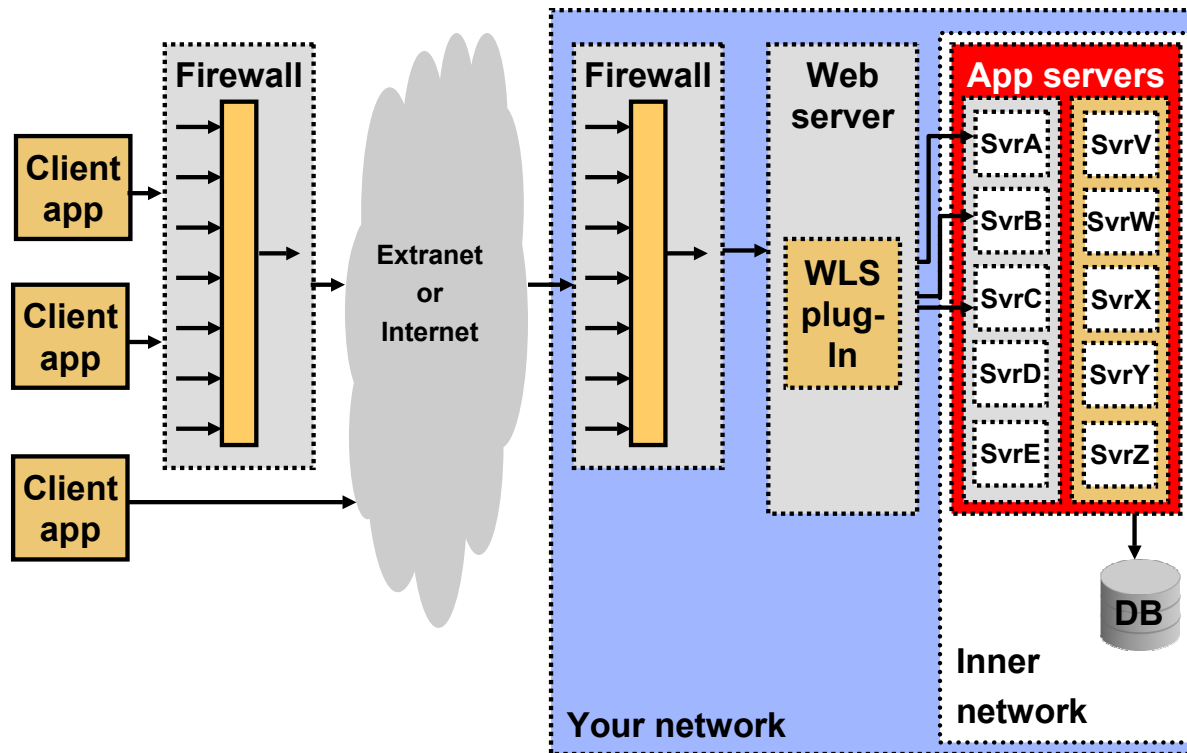 Firewall
Client
app
Client
app
Client
app
Extranet
or
Internet
Firewall
Web
server
WLS
plug-
In
App servers
SvrA
SvrB
SvrC
SvrD
SvrE
SvrV
SvrW
SvrX
SvrY
SvrZ
DB
Inner
network
Your network